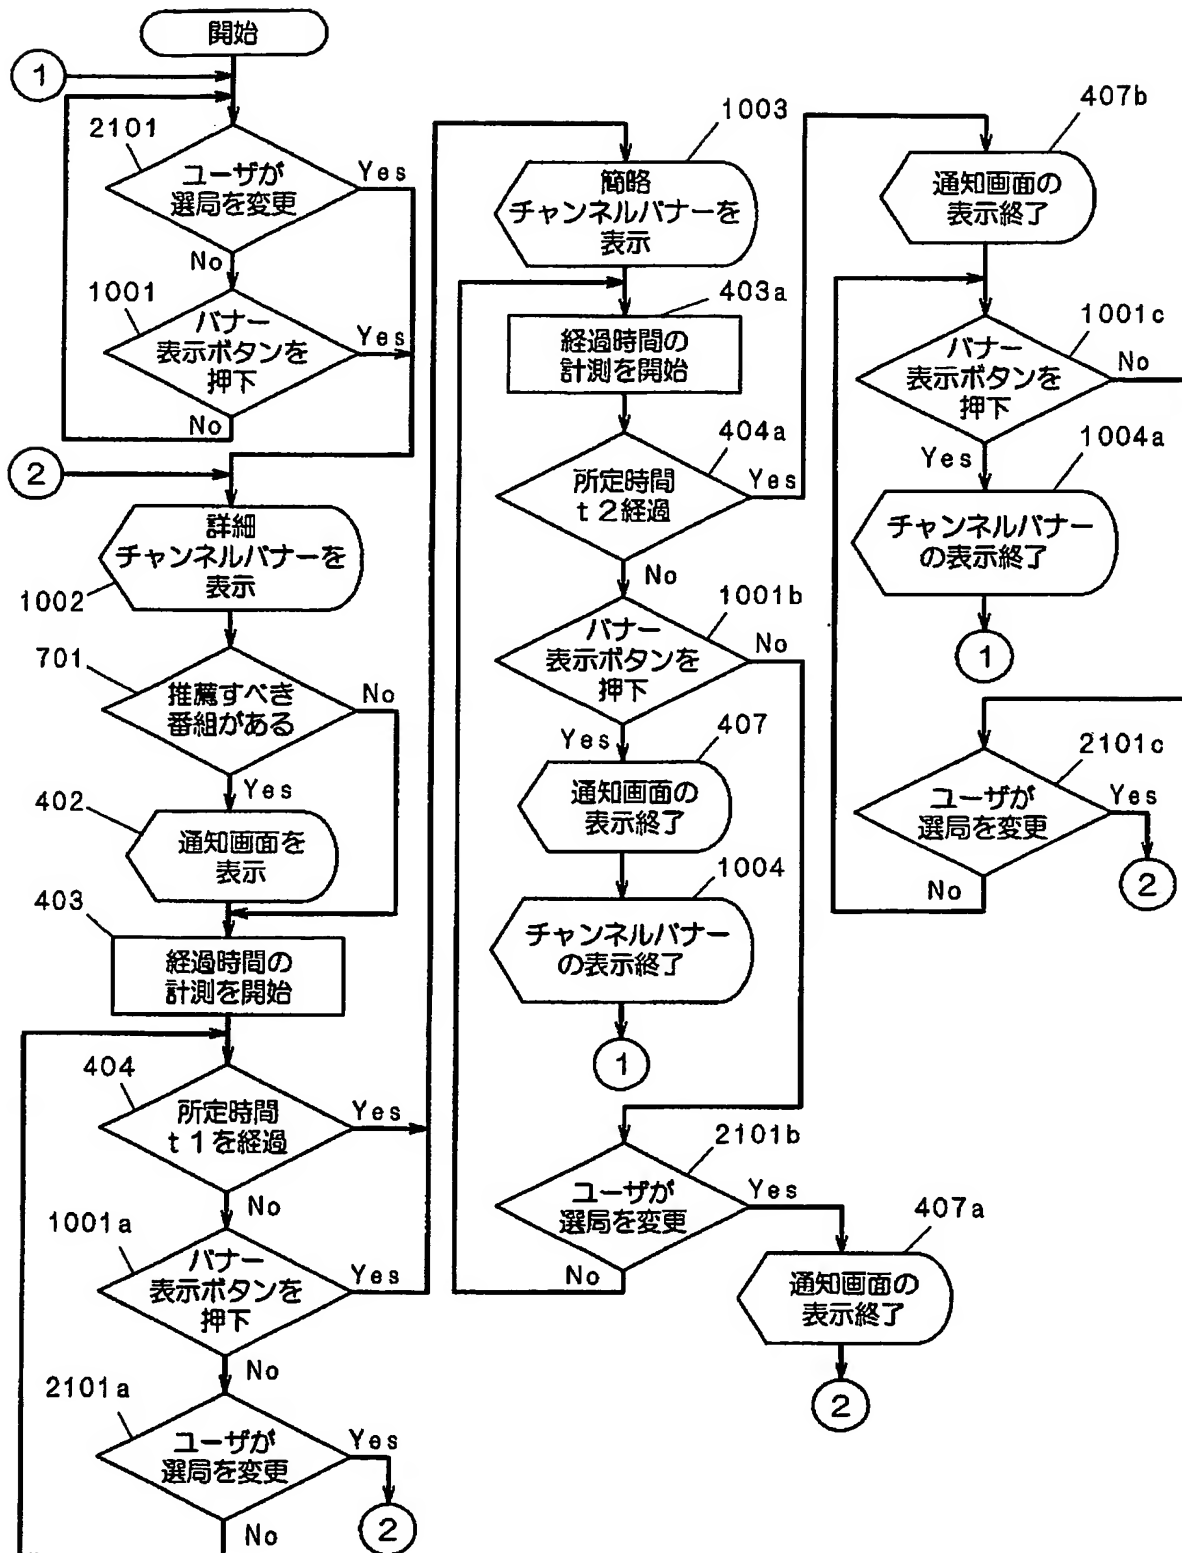 開始
1
2101
ユーザが
選局を変更
Yes
No
1001
バナー
表示ボタンを
押下
Yes
No
2
詳細
チャンネルバナーを
表示
1002
701
推薦すべき
番組がある
No
Yes
402
通知画面を
表示
403
経過時間の
計測を開始
404
所定時間
t1を経過
Yes
No
1001a
バナー
表示ボタンを
押下
Yes
No
2101a
ユーザが
選局を変更
Yes
2
No
1003
簡略
チャンネルバナーを
表示
403a
経過時間の
計測を開始
404a
所定時間
t2経過
Yes
No
1001b
バナー
表示ボタンを
押下
No
Yes
407
通知画面の
表示終了
1004
チャンネルバナー
の表示終了
1
2101b
ユーザが
選局を変更
Yes
No
407a
通知画面の
表示終了
2
407b
通知画面の
表示終了
1001c
バナー
表示ボタンを
押下
No
Yes
1004a
チャンネルバナー
の表示終了
1
2101c
ユーザが
選局を変更
Yes
No
2